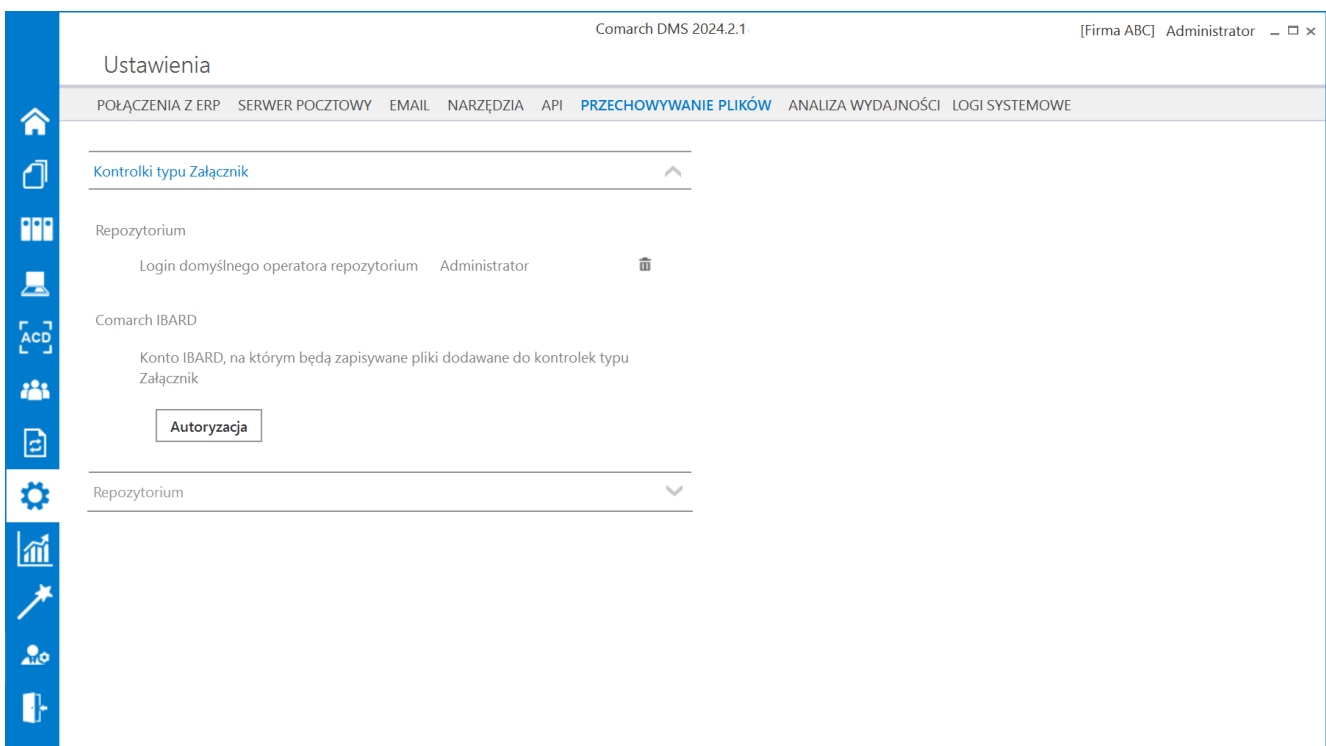 Comarch DMS 2024.2.1
[Firma ABC] Administrator
Ustawienia
POŁĄCZENIA Z ERP SERWER POCZTOWY EMAIL NARZĘDZIA API PRZECHOWYWANIE PLIKÓW ANALIZA WYDAJNOŚCI LOGI SYSTEMOWE
Kontrolki typu Załącznik
Repozytorium
Login domyślnego operatora repozytorium Administrator
Comarch IBARD
Konto IBARD, na którym będą zapisywane pliki dodawane do kontrolek typu
Załącznik
Autoryzacja
Repozytorium
ACD